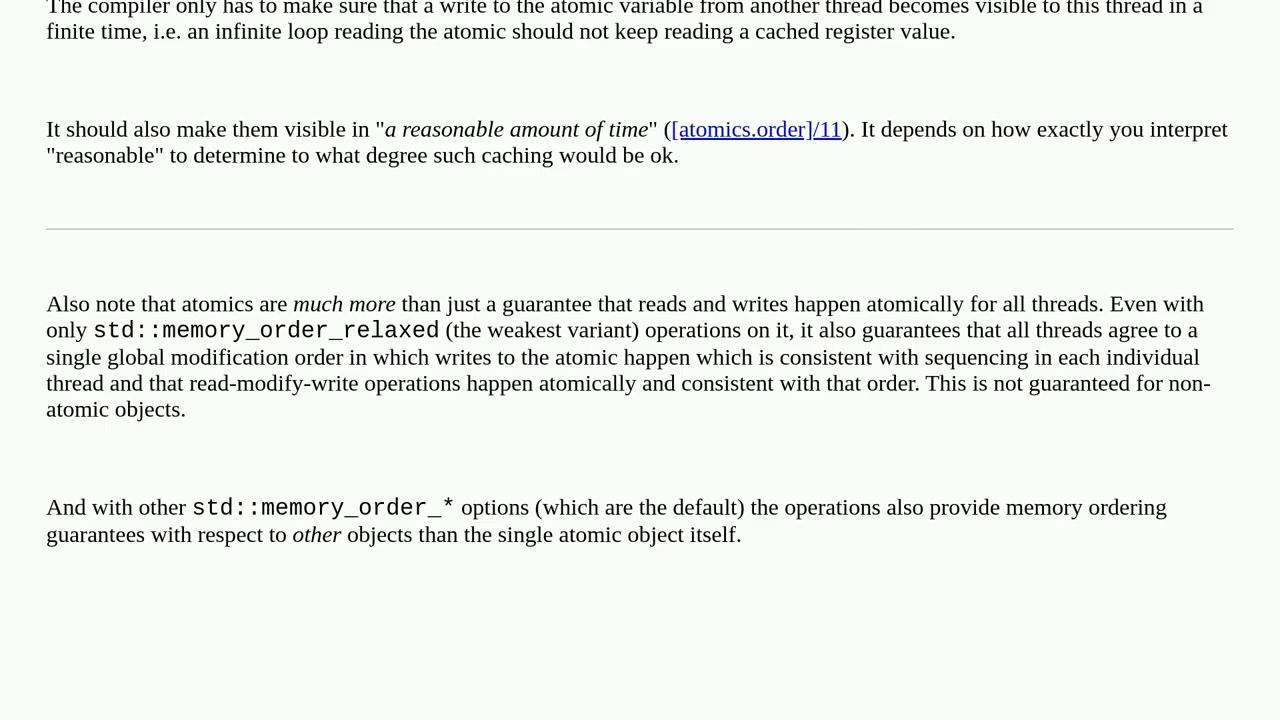 The compiler only has to make sure that a write to the atomic variable from another thread becomes visible to this thread in a
finite time, i.e. an infinite loop reading the atomic should not keep reading a cached register value.
It should also make them visible in "a reasonable amount of time" ([atomics.order]/11). It depends on how exactly you interpret
"reasonable" to determine to what degree such caching would be ok.
Also note that atomics are much more than just a guarantee that reads and writes happen atomically for all threads. Even with
only std::memory_order_relaxed (the weakest variant) operations on it, it also guarantees that all threads agree to a
single global modification order in which writes to the atomic happen which is consistent with sequencing in each individual
thread and that read-modify-write operations happen atomically and consistent with that order. This is not guaranteed for non-
atomic objects.
And with other std::memory_order_* options (which are the default) the operations also provide memory ordering
guarantees with respect to other objects than the single atomic object itself.